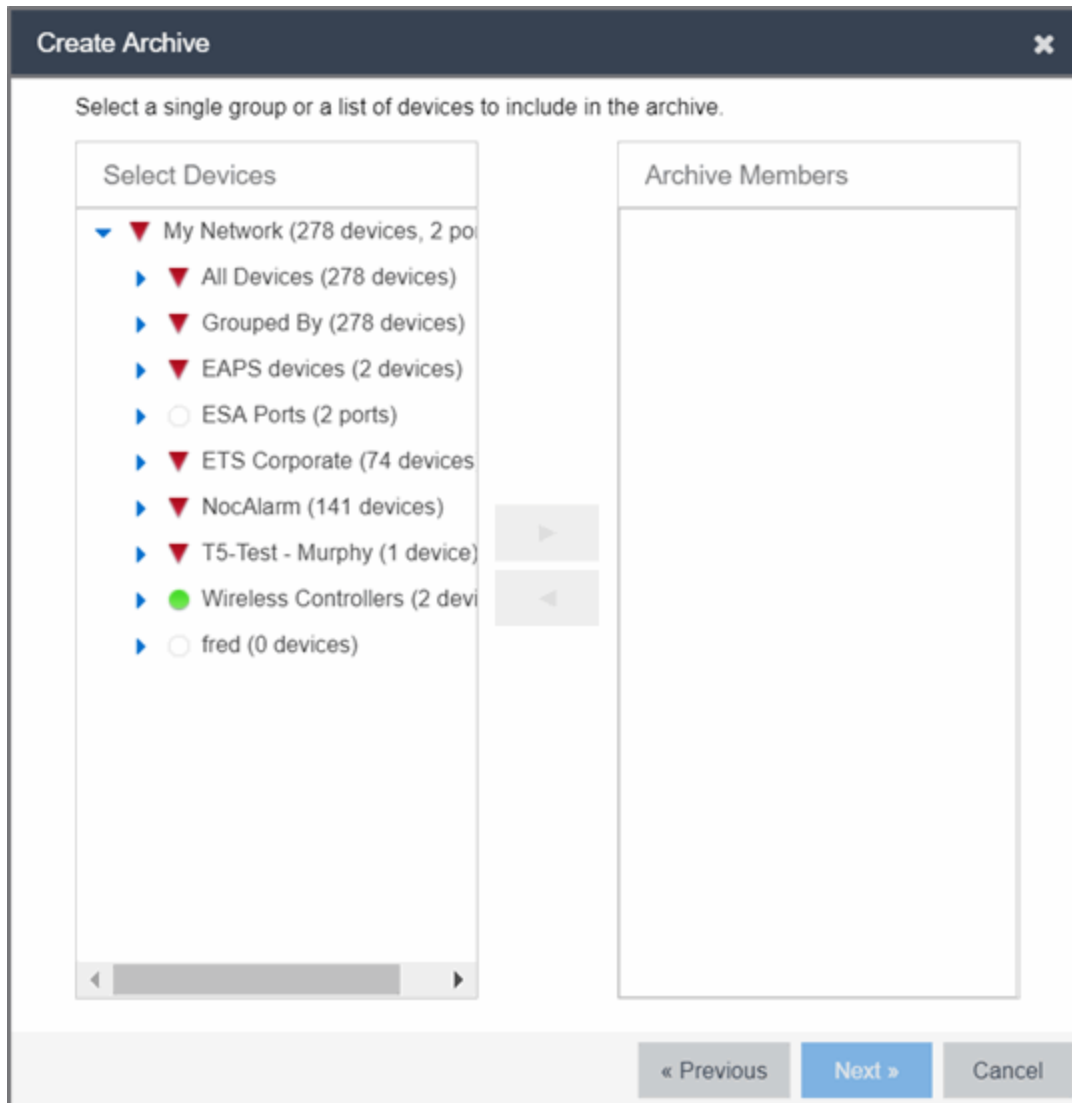 Create Archive
Select a single group or a list of devices to include in the archive.
Select Devices
Archive Members
My Network (278 devices, 2 po
All Devices (278 devices)
Grouped By (278 devices)
EAPS devices (2 devices)
ESA Ports (2 ports)
ETS Corporate (74 devices
NocAlarm (141 devices)
T5-Test - Murphy (1 device)
Wireless Controllers (2 devi
fred (0 devices)
« Previous
Next »
Cancel